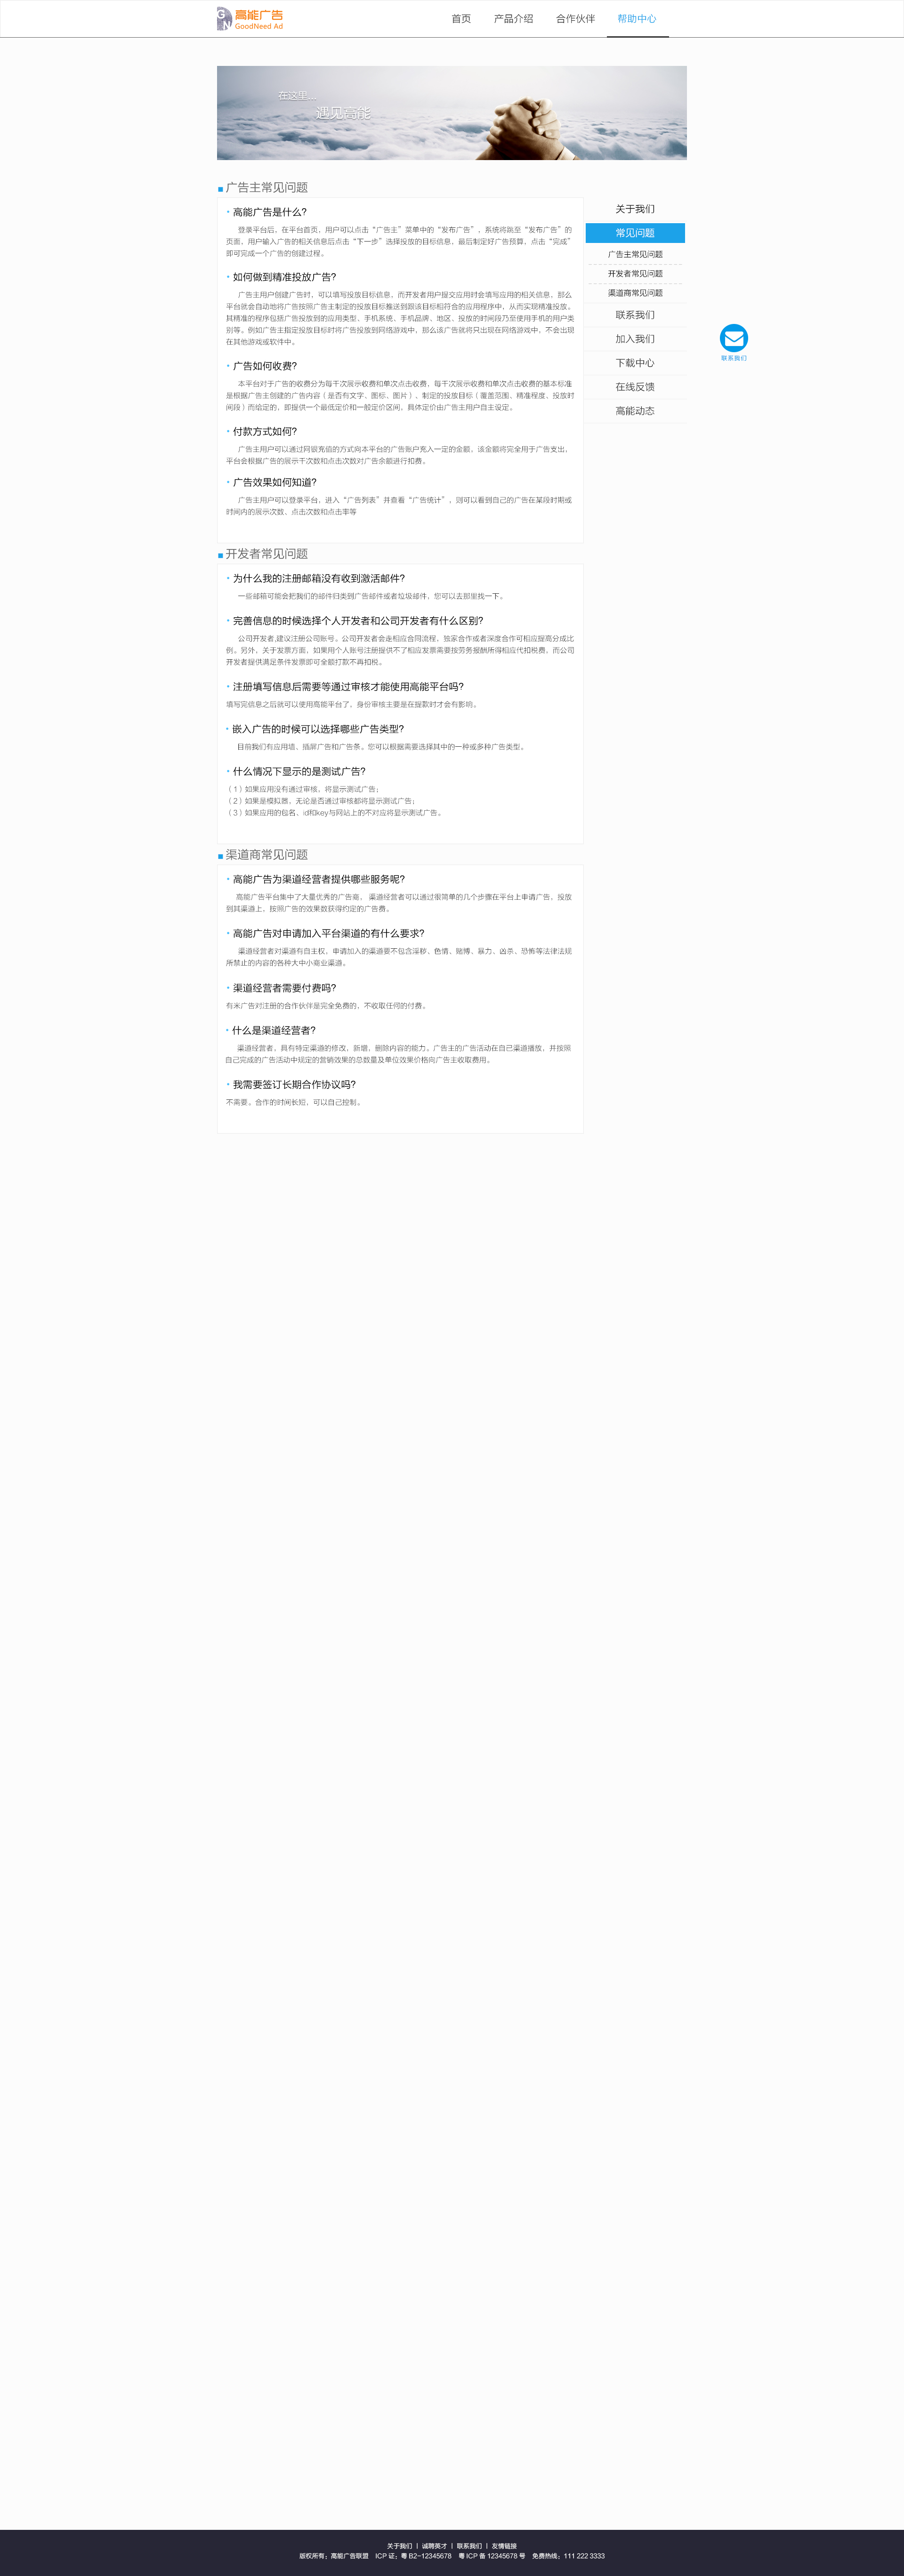 GN 高能广告
GoodNeed Ad
首页 产品介绍 合作伙伴 帮助中心
在这里...
遇见高能
广告主常见问题
高能广告是什么?
登录平台后，在平台首页，用户可以点击“广告主”菜单中的“发布广告”，系统将跳至“发布广告”的
页面，用户输入广告的相关信息后点击“下一步”选择投放的目标信息，最后制定好广告预算，点击“完成”
即可完成一个广告的创建过程。
如何做到精准投放广告?
广告主用户创建广告时，可以填写投放目标信息，而开发者用户提交应用时会填写应用的相关信息，那么
平台就会自动地将广告按照广告主制定的投放目标推送到跟该目标相符合的应用程序中，从而实现精准投放。
其精准的程序包括广告投放到的应用类型、手机系统、手机品牌、地区、投放的时间段乃至使用手机的用户类
别等。例如广告主指定投放目标时将广告投放到网络游戏中，那么该广告就将只出现在网络游戏中，不会出现
在其他游戏或软件中。
广告如何收费?
本平台对于广告的收费分为每千次展示收费和单次点击收费，每千次展示收费和单次点击收费的基本标准
是根据广告主创建的广告内容（是否有文字、图标、图片）、制定的投放目标（覆盖范围、精准程度、投放时
间段）而给定的，即提供一个最低定价和一般定价区间，具体定价由广告主用户自主设定。
付款方式如何?
广告主用户可以通过网银充值的方式向本平台的广告账户充入一定的金额，该金额将完全用于广告支出，
平台会根据广告的展示千次数和点击次数对广告余额进行扣费。
广告效果如何知道?
广告主用户可以登录平台，进入“广告列表”并查看“广告统计”，则可以看到自己的广告在某段时期或
时间内的展示次数、点击次数和点击率等
开发者常见问题
为什么我的注册邮箱没有收到激活邮件?
一些邮箱可能会把我们的邮件归类到广告邮件或者垃圾邮件，您可以去那里找一下。
完善信息的时候选择个人开发者和公司开发者有什么区别?
公司开发者,建议注册公司账号。公司开发者会走相应合同流程，独家合作或者深度合作可相应提高分成比
例。另外，关于发票方面，如果用个人账号注册提供不了相应发票需要按劳务报酬所得相应代扣税费，而公司
开发者提供满足条件发票即可全额打款不再扣税。
注册填写信息后需要等通过审核才能使用高能平台吗?
填写完信息之后就可以使用高能平台了，身份审核主要是在提款时才会有影响。
嵌入广告的时候可以选择哪些广告类型?
目前我们有应用墙、插屏广告和广告条。您可以根据需要选择其中的一种或多种广告类型。
什么情况下显示的是测试广告?
（1）如果应用没有通过审核，将显示测试广告；
（2）如果是模拟器，无论是否通过审核都将显示测试广告；
（3）如果应用的包名、id和key与网站上的不对应将显示测试广告。
渠道商常见问题
高能广告为渠道经营者提供哪些服务呢?
高能广告平台集中了大量优秀的广告商， 渠道经营者可以通过很简单的几个步骤在平台上申请广告，投放
到其渠道上，按照广告的效果数获得约定的广告费。
高能广告对申请加入平台渠道的有什么要求?
渠道经营者对渠道有自主权，申请加入的渠道要不包含淫秽、色情、赌博、暴力、凶杀、恐怖等法律法规
所禁止的内容的各种大中小商业渠道。
渠道经营者需要付费吗?
有米广告对注册的合作伙伴是完全免费的，不收取任何的付费。
什么是渠道经营者?
渠道经营者，具有特定渠道的修改，新增，删除内容的能力。广告主的广告活动在自已渠道播放，并按照
自己完成的广告活动中规定的营销效果的总数量及单位效果价格向广告主收取费用。
我需要签订长期合作协议吗?
不需要。合作的时间长短，可以自己控制。
关于我们
常见问题
广告主常见问题
开发者常见问题
渠道商常见问题
联系我们
加入我们
下载中心
在线反馈
高能动态
联系我们
关于我们 | 诚聘英才 | 联系我们 | 友情链接
版权所有：高能广告联盟 ICP 证：粤 B2-12345678 粤 ICP 备 12345678 号 免费热线：111 222 3333